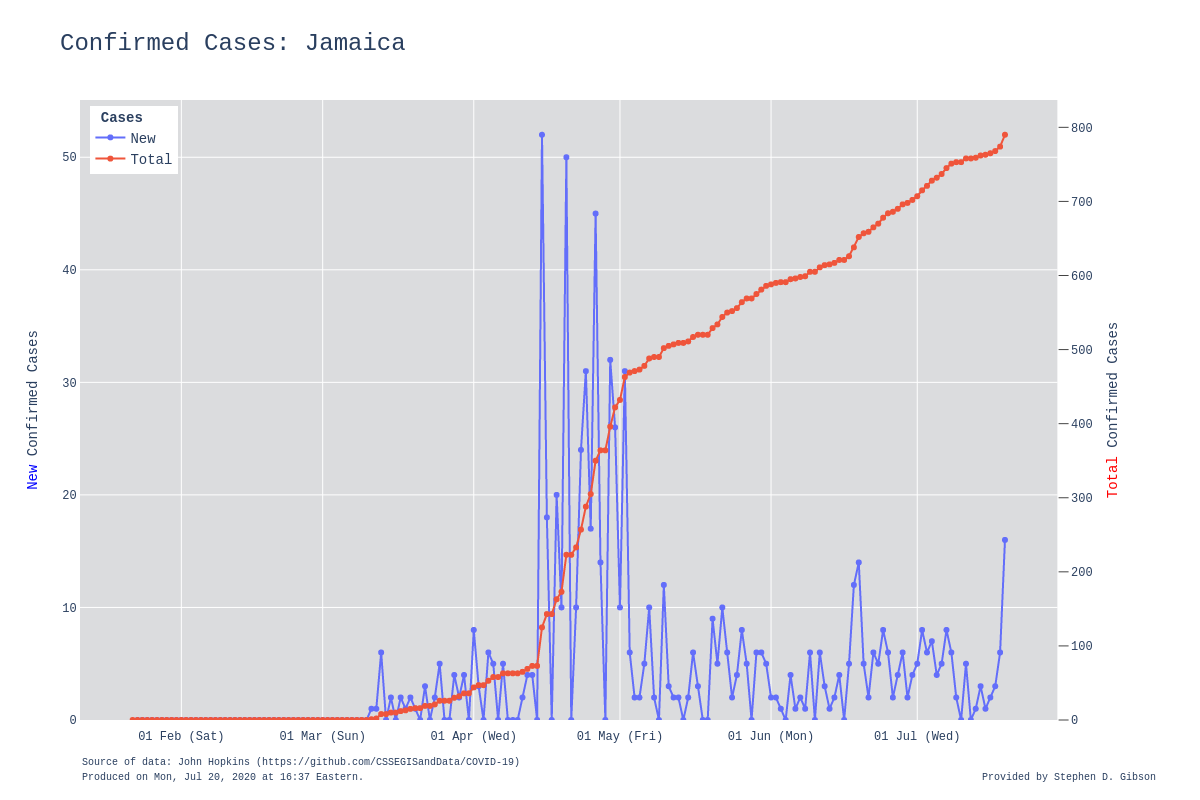 Confirmed Cases: Jamaica
Cases
New
Total
50
40
30
20
10
0
New Confirmed Cases
800
700
600
500
400
300
200
100
0
Total Confirmed Cases
01 Feb (Sat)
01 Mar (Sun)
01 Apr (Wed)
01 May (Fri)
01 Jun (Mon)
01 Jul (Wed)
Source of data: John Hopkins (https://github.com/CSSEGISandData/COVID-19)
Produced on Mon, Jul 20, 2020 at 16:37 Eastern.
Provided by Stephen D. Gibson